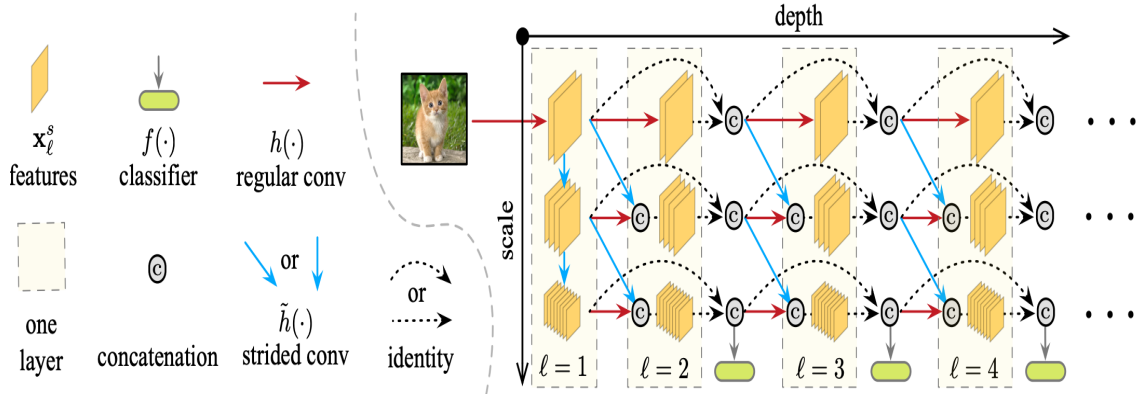 depth
scale
x_ℓ^s
features
f(·)
classifier
h(·)
regular conv
one
layer
c
concatenation
or
h̃(·)
strided conv
or
identity
c
c
c
• • •
c
c
c
c
c
c
• • •
c
c
c
c
c
c
• • •
ℓ = 1
ℓ = 2
ℓ = 3
ℓ = 4